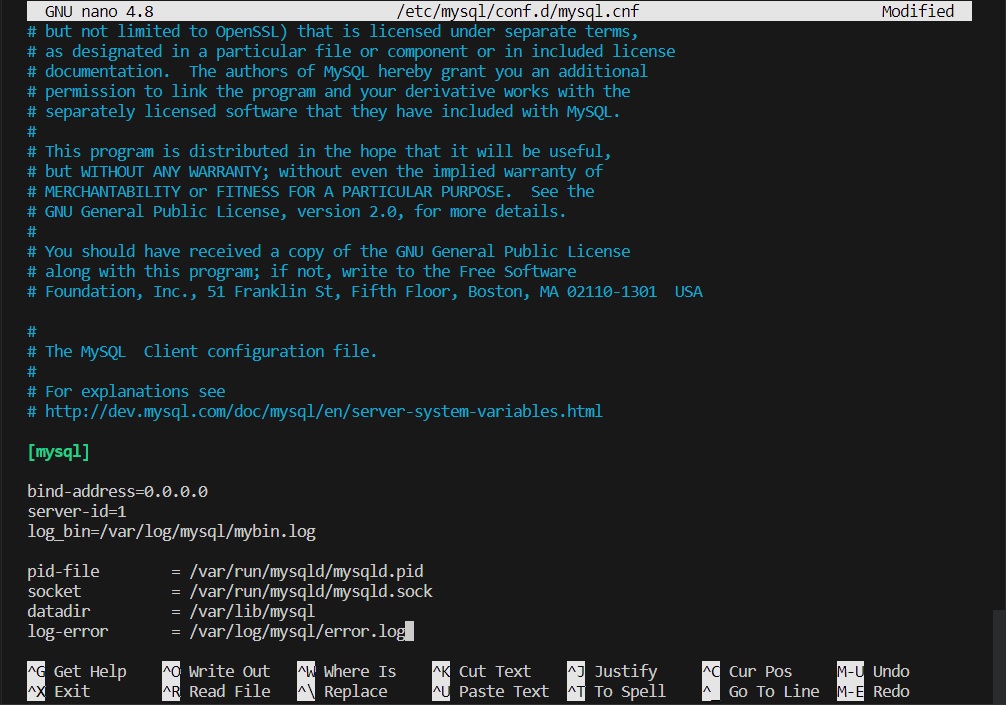 GNU nano 4.8 /etc/mysql/conf.d/mysql.cnf Modified
# but not limited to OpenSSL) that is licensed under separate terms,
# as designated in a particular file or component or in included license
# documentation.  The authors of MySQL hereby grant you an additional
# permission to link the program and your derivative works with the
# separately licensed software that they have included with MySQL.
#
# This program is distributed in the hope that it will be useful,
# but WITHOUT ANY WARRANTY; without even the implied warranty of
# MERCHANTABILITY or FITNESS FOR A PARTICULAR PURPOSE.  See the
# GNU General Public License, version 2.0, for more details.
#
# You should have received a copy of the GNU General Public License
# along with this program; if not, write to the Free Software
# Foundation, Inc., 51 Franklin St, Fifth Floor, Boston, MA 02110-1301  USA
#
# The MySQL  Client configuration file.
#
# For explanations see
# http://dev.mysql.com/doc/mysql/en/server-system-variables.html
[mysql]
bind-address=0.0.0.0
server-id=1
log_bin=/var/log/mysql/mybin.log
pid-file        = /var/run/mysqld/mysqld.pid
socket          = /var/run/mysqld/mysqld.sock
datadir         = /var/lib/mysql
log-error       = /var/log/mysql/error.log
^G Get Help ^O Write Out ^W Where Is ^K Cut Text ^J Justify ^C Cur Pos M-U Undo
^X Exit ^R Read File ^\ Replace ^U Paste Text ^T To Spell ^_ Go To Line M-E Redo